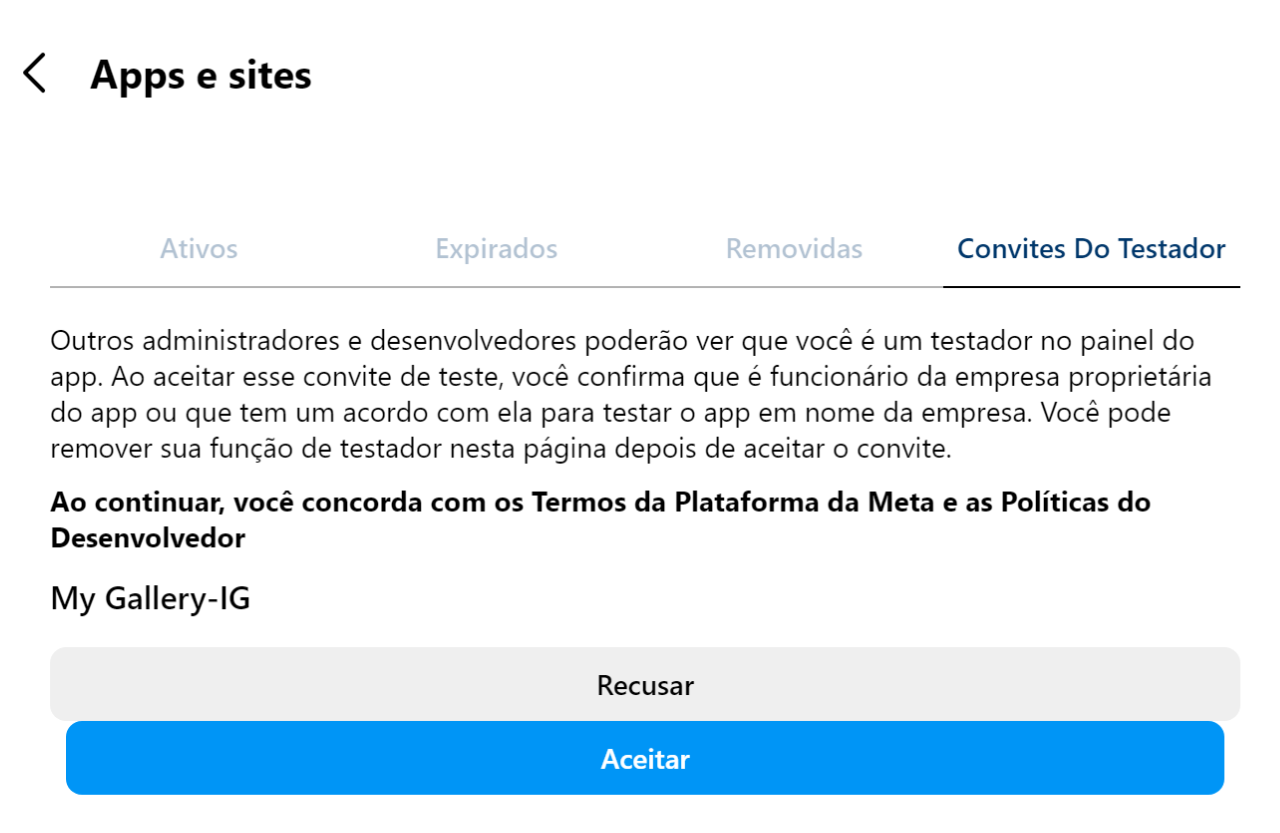 Apps e sites
Ativos Expirados Removidas Convites Do Testador
Outros administradores e desenvolvedores poderão ver que você é um testador no painel do
app. Ao aceitar esse convite de teste, você confirma que é funcionário da empresa proprietária
do app ou que tem um acordo com ela para testar o app em nome da empresa. Você pode
remover sua função de testador nesta página depois de aceitar o convite.
Ao continuar, você concorda com os Termos da Plataforma da Meta e as Políticas do
Desenvolvedor
My Gallery-IG
Recusar
Aceitar